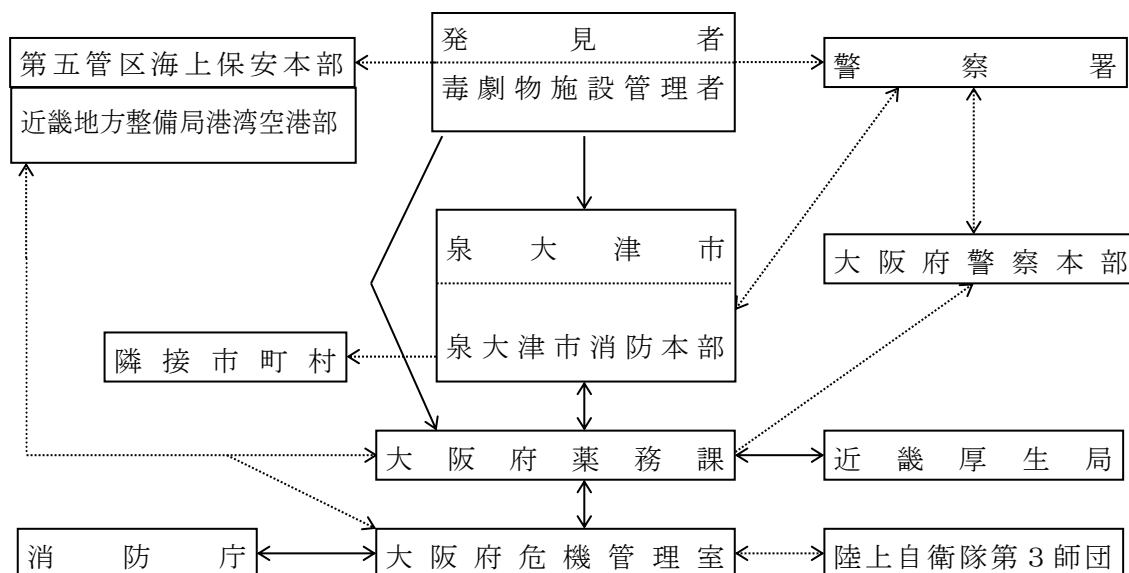 発見者
第五管区海上保安本部
毒劇物施設管理者
警察署
近畿地方整備局港湾空港部
泉大津市
大阪府警察本部
泉大津市消防本部
隣接市町村
大阪府薬務課
近畿厚生局
消防庁
大阪府危機管理室
陸上自衛隊第3師団